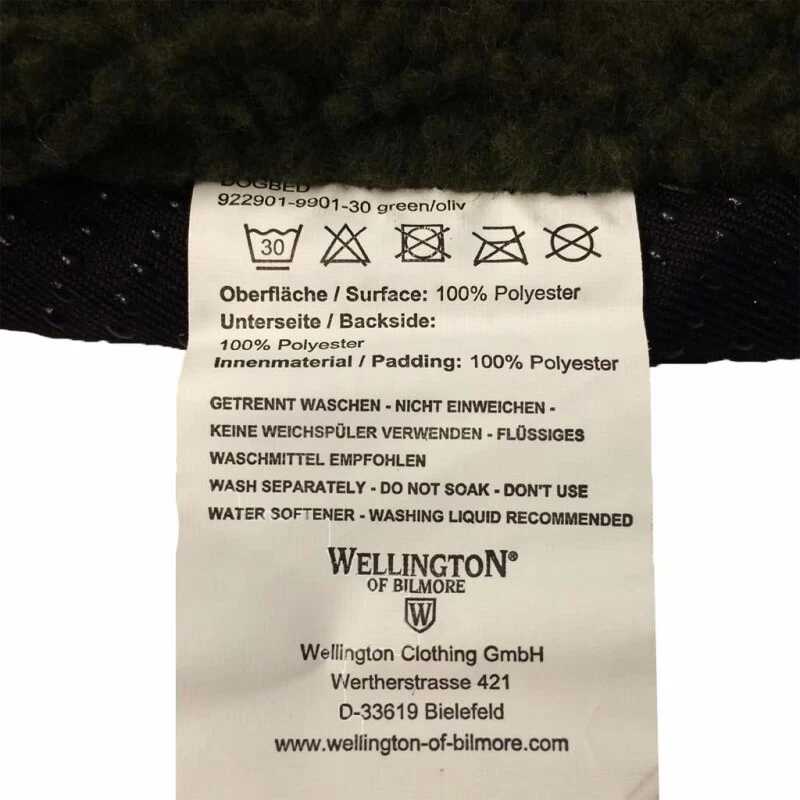 DOGBED
922901-9901-30 green/oliv
30
Oberfläche / Surface: 100% Polyester
Unterseite / Backside:
100% Polyester
Innenmaterial / Padding: 100% Polyester
GETRENNT WASCHEN - NICHT EINWEICHEN -
KEINE WEICHSPÜLER VERWENDEN - FLÜSSIGES
WASCHMITTEL EMPFOHLEN
WASH SEPARATELY - DO NOT SOAK - DON'T USE
WATER SOFTENER - WASHING LIQUID RECOMMENDED
WELLINGTON®
OF BILMORE
W
Wellington Clothing GmbH
Wertherstrasse 421
D-33619 Bielefeld
www.wellington-of-bilmore.com